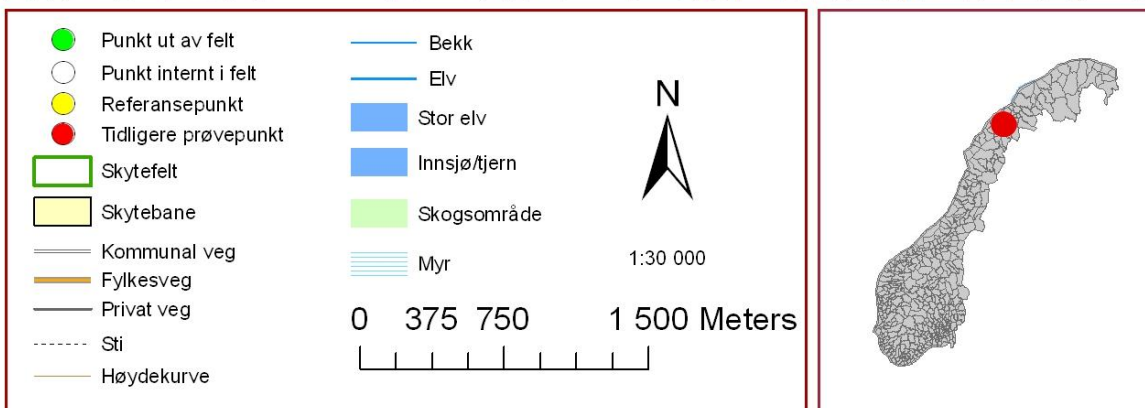 Punkt ut av felt
Punkt internt i felt
Referansepunkt
Tidligere prøvepunkt
Skytefelt
Skytebane
Kommunal veg
Fylkesveg
Privat veg
Sti
Høydekurve
Bekk
Elv
Stor elv
Innsjø/tjern
Skogsområde
Myr
N
1:30 000
0 375 750 1 500 Meters